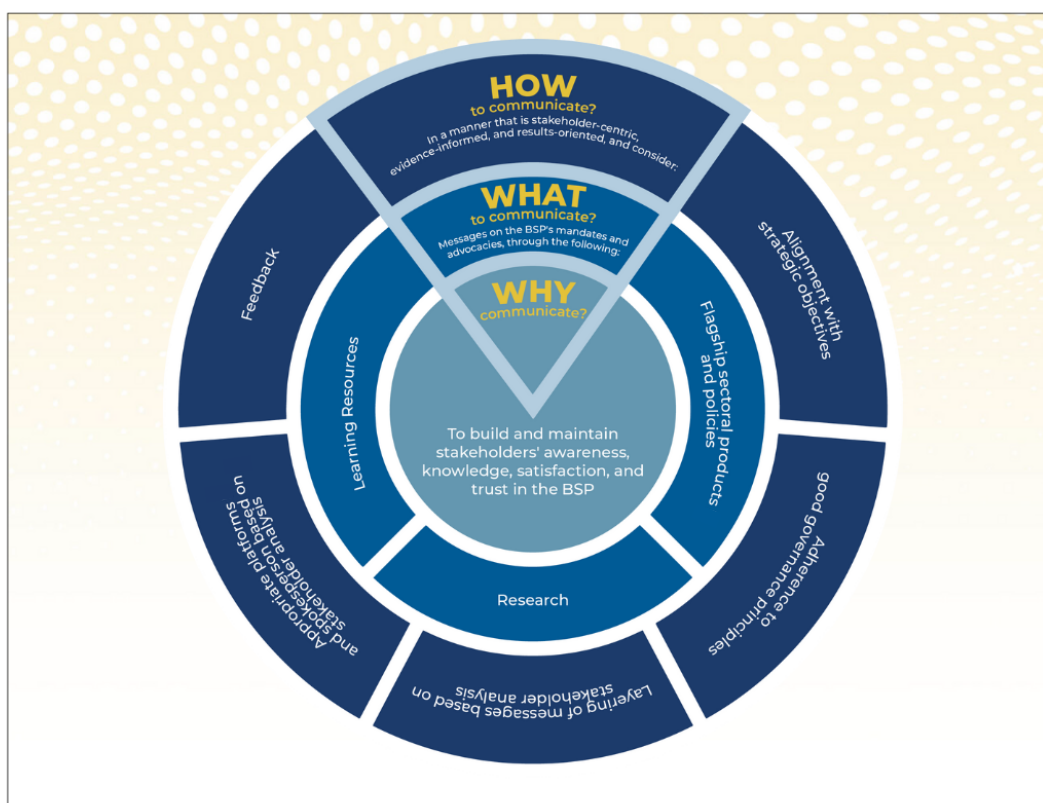 HOW
to communicate?
In a manner that is stakeholder-centric,
evidence-informed, and results-oriented, and consider:
WHAT
to communicate?
Messages on the BSP's mandates and
advocacies, through the following:
WHY
communicate?
To build and maintain
stakeholders' awareness,
knowledge, satisfaction, and
trust in the BSP
Flagship sectoral products
and policies
Research
Learning Resources
Alignment with
strategic objectives
Adherence to
good governance principles
Layering of messages based on
stakeholder analysis
Appropriate platforms
and spokesperson based on
stakeholder analysis
Feedback